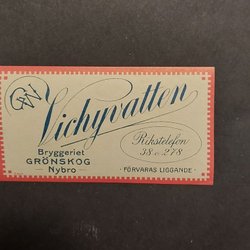 GW
Vichyvatten
Bryggeriet
GRÖNSKOG
Nybro
Rikstelefon
38 o. 278
FÖRVARAS LIGGANDE